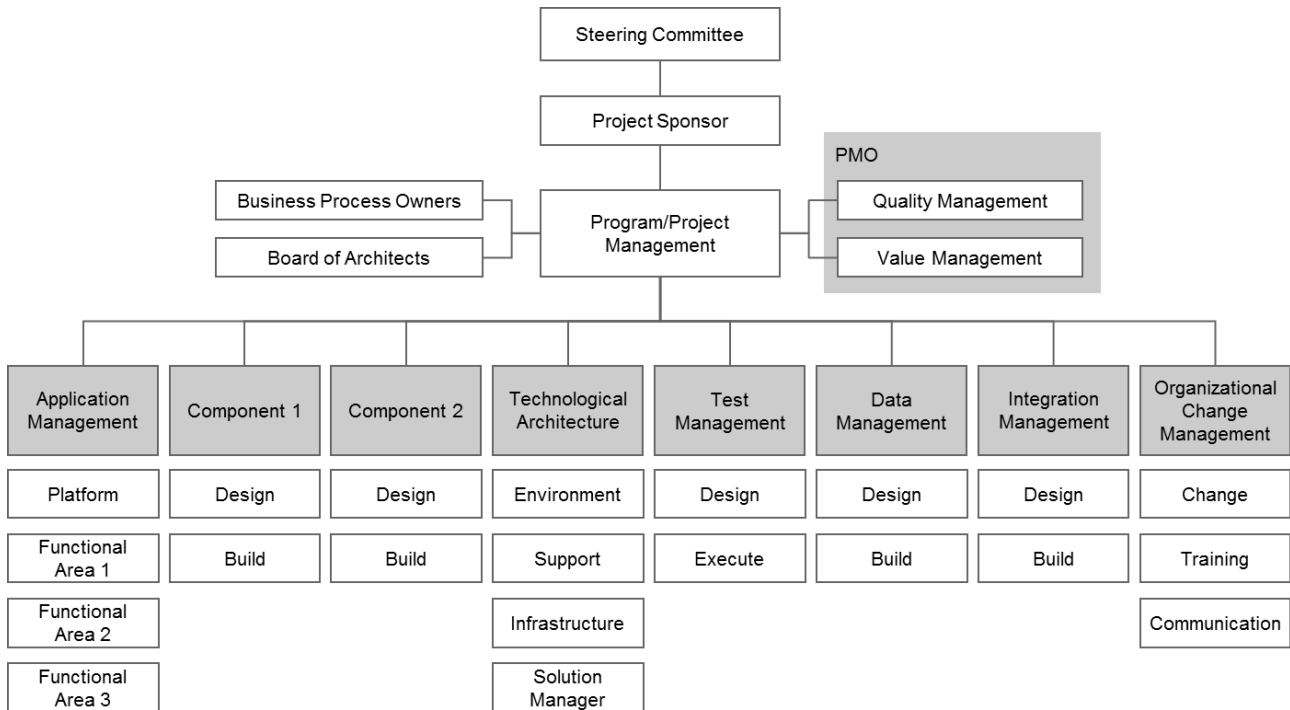 Steering Committee
Project Sponsor
PMO
Business Process Owners
Board of Architects
Program/Project
Management
Quality Management
Value Management
Application
Management
Component 1
Component 2
Technological
Architecture
Test
Management
Data
Management
Integration
Management
Organizational
Change
Management
Platform
Design
Design
Environment
Design
Design
Design
Change
Functional
Area 1
Build
Build
Support
Execute
Build
Build
Training
Functional
Area 2
Infrastructure
Communication
Functional
Area 3
Solution
Manager